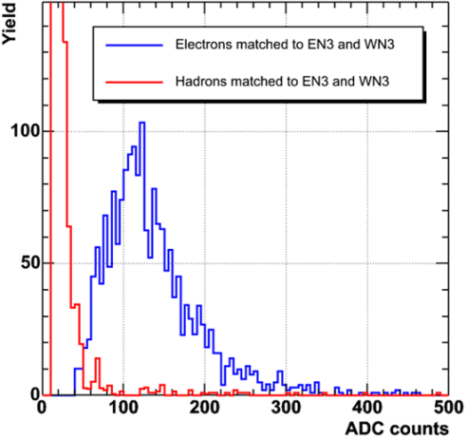 Yield
Electrons matched to EN3 and WN3
Hadrons matched to EN3 and WN3
100
50
0
0 100 200 300 400 500
ADC counts